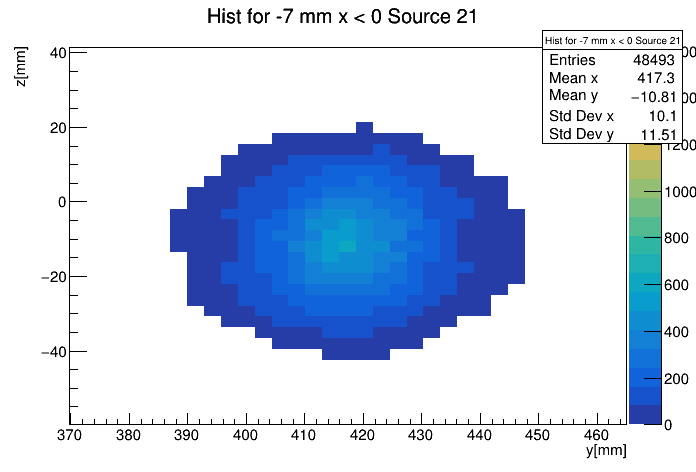 Hist for -7 mm x < 0 Source 21
Hist for -7 mm x < 0 Source 21
Entries 48493
Mean x 417.3
Mean y −10.81
Std Dev x 10.1
Std Dev y 11.51
z[mm]
40
20
0
−20
−40
370 380 390 400 410 420 430 440 450 460
y[mm]
1200
1000
800
600
400
200
0